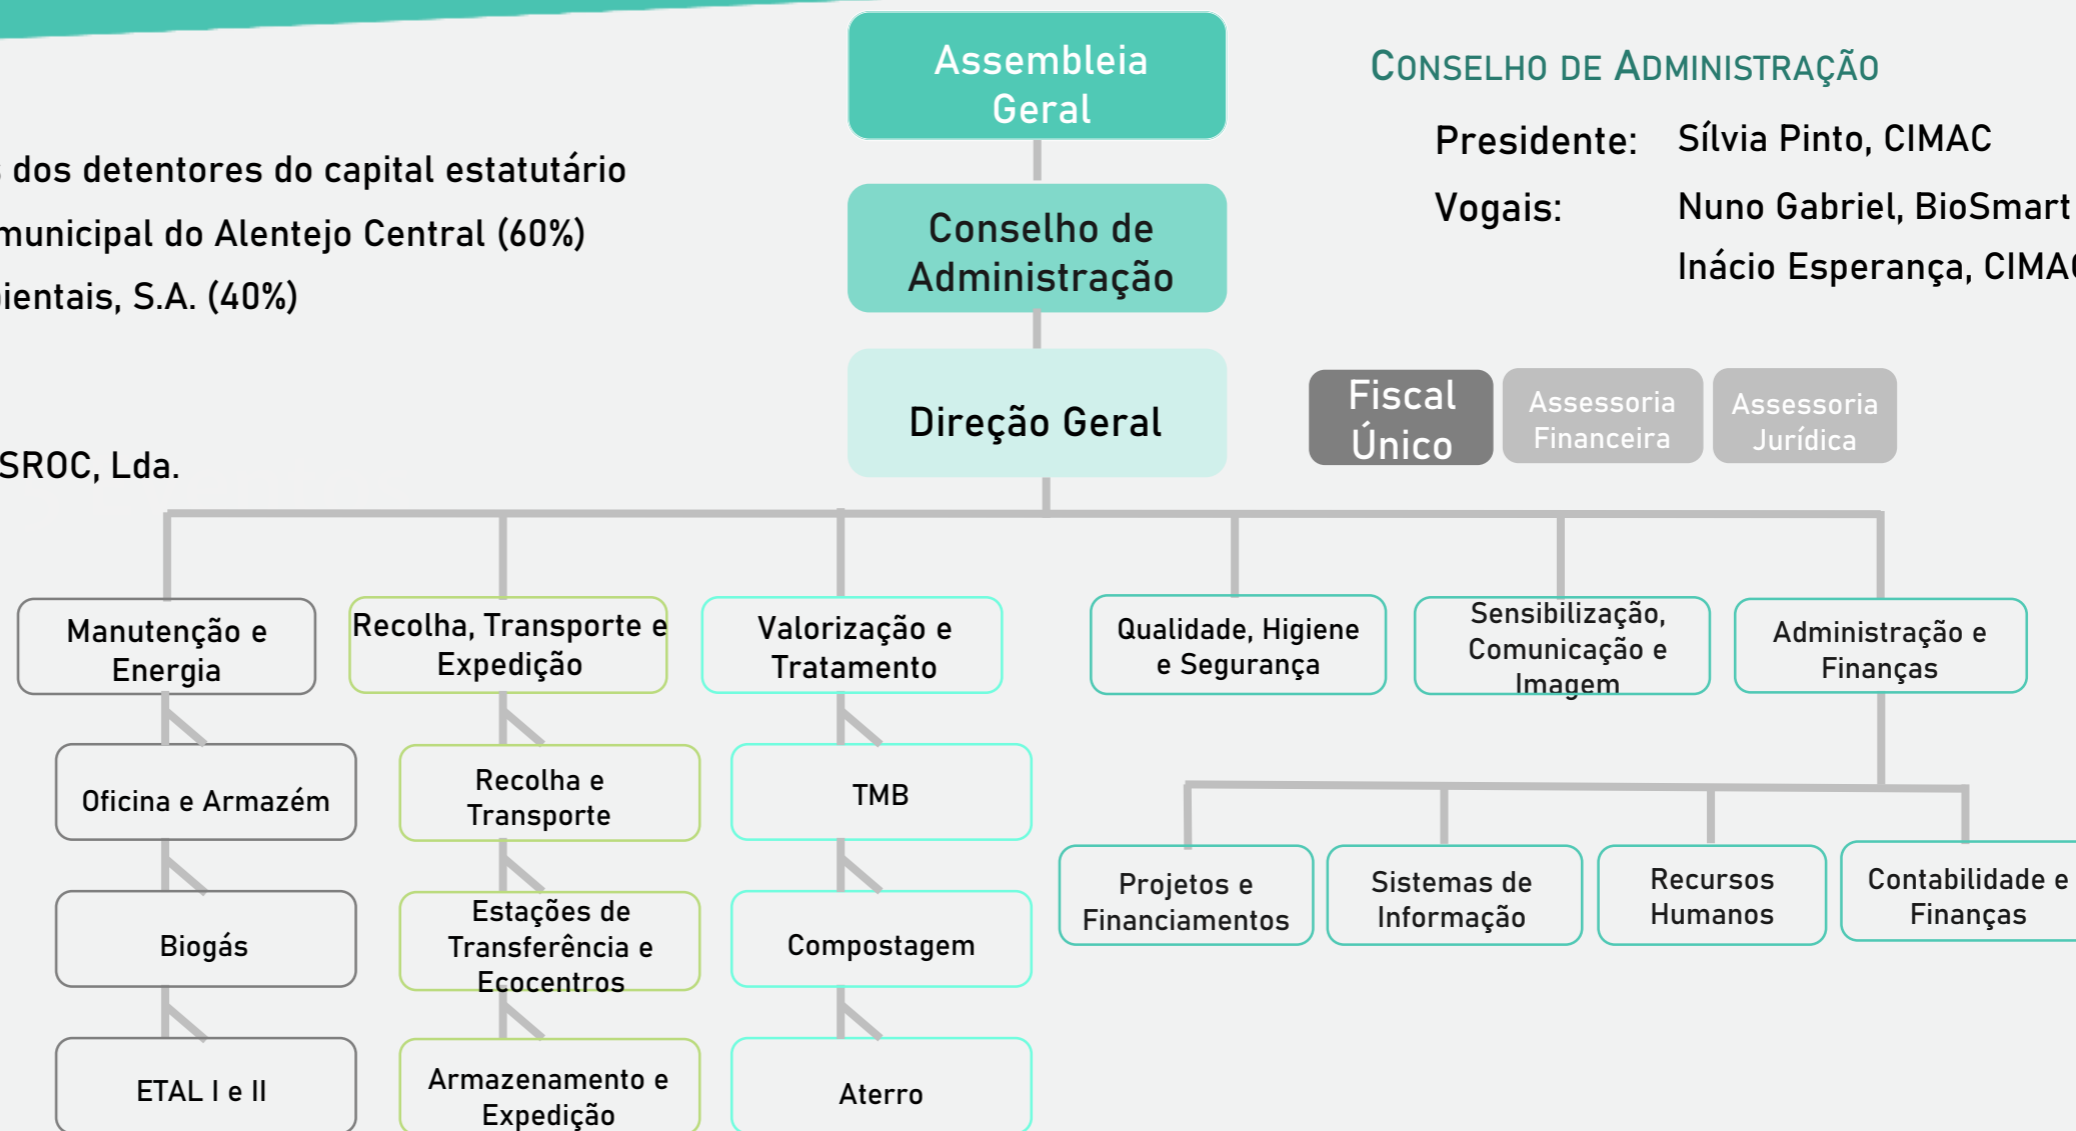 Assembleia
Geral
CONSELHO DE ADMINISTRAÇÃO
Presidente: Sílvia Pinto, CIMAC
Vogais: Nuno Gabriel, BioSmart
Inácio Esperança, CIMAC
dos detentores do capital estatutário
municipal do Alentejo Central (60%)
ientais, S.A. (40%)
SROC, Lda.
Conselho de
Administração
Direção Geral
Fiscal
Único
Assessoria
Financeira
Assessoria
Jurídica
Manutenção e
Energia
Recolha, Transporte e
Expedição
Valorização e
Tratamento
Qualidade, Higiene
e Segurança
Sensibilização,
Comunicação e
Imagem
Administração e
Finanças
Oficina e Armazém
Biogás
ETAL I e II
Recolha e
Transporte
Estações de
Transferência e
Ecocentros
Armazenamento e
Expedição
TMB
Compostagem
Aterro
Projetos e
Financiamentos
Sistemas de
Informação
Recursos
Humanos
Contabilidade e
Finanças